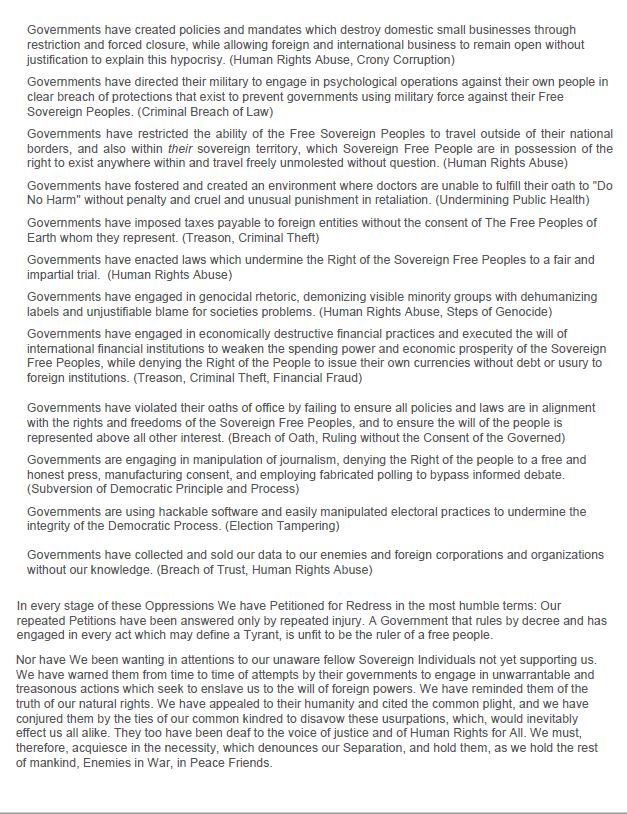 Governments have created policies and mandates which destroy domestic small businesses through
restriction and forced closure, while allowing foreign and international business to remain open without
justification to explain this hypocrisy. (Human Rights Abuse, Crony Corruption)
Governments have directed their military to engage in psychological operations against their own people in
clear breach of protections that exist to prevent governments using military force against their Free
Sovereign Peoples. (Criminal Breach of Law)
Governments have restricted the ability of the Free Sovereign Peoples to travel outside of their national
borders, and also within their sovereign territory, which Sovereign Free People are in possession of the
right to exist anywhere within and travel freely unmolested without question. (Human Rights Abuse)
Governments have fostered and created an environment where doctors are unable to fulfill their oath to "Do
No Harm" without penalty and cruel and unusual punishment in retaliation. (Undermining Public Health)
Governments have imposed taxes payable to foreign entities without the consent of The Free Peoples of
Earth whom they represent. (Treason, Criminal Theft)
Governments have enacted laws which undermine the Right of the Sovereign Free Peoples to a fair and
impartial trial. (Human Rights Abuse)
Governments have engaged in genocidal rhetoric, demonizing visible minority groups with dehumanizing
labels and unjustifiable blame for societies problems. (Human Rights Abuse, Steps of Genocide)
Governments have engaged in economically destructive financial practices and executed the will of
international financial institutions to weaken the spending power and economic prosperity of the Sovereign
Free Peoples, while denying the Right of the People to issue their own currencies without debt or usury to
foreign institutions. (Treason, Criminal Theft, Financial Fraud)
Governments have violated their oaths of office by failing to ensure all policies and laws are in alignment
with the rights and freedoms of the Sovereign Free Peoples, and to ensure the will of the people is
represented above all other interest. (Breach of Oath, Ruling without the Consent of the Governed)
Governments are engaging in manipulation of journalism, denying the Right of the people to a free and
honest press, manufacturing consent, and employing fabricated polling to bypass informed debate.
(Subversion of Democratic Principle and Process)
Governments are using hackable software and easily manipulated electoral practices to undermine the
integrity of the Democratic Process. (Election Tampering)
Governments have collected and sold our data to our enemies and foreign corporations and organizations
without our knowledge. (Breach of Trust, Human Rights Abuse)
In every stage of these Oppressions We have Petitioned for Redress in the most humble terms: Our
repeated Petitions have been answered only by repeated injury. A Government that rules by decree and has
engaged in every act which may define a Tyrant, is unfit to be the ruler of a free people.
Nor have We been wanting in attentions to our unaware fellow Sovereign Individuals not yet supporting us.
We have warned them from time to time of attempts by their governments to engage in unwarrantable and
treasonous actions which seek to enslave us to the will of foreign powers. We have reminded them of the
truth of our natural rights. We have appealed to their humanity and cited the common plight, and we have
conjured them by the ties of our common kindred to disavow these usurpations, which, would inevitably
effect us all alike. They too have been deaf to the voice of justice and of Human Rights for All. We must,
therefore, acquiesce in the necessity, which denounces our Separation, and hold them, as we hold the rest
of mankind, Enemies in War, in Peace Friends.